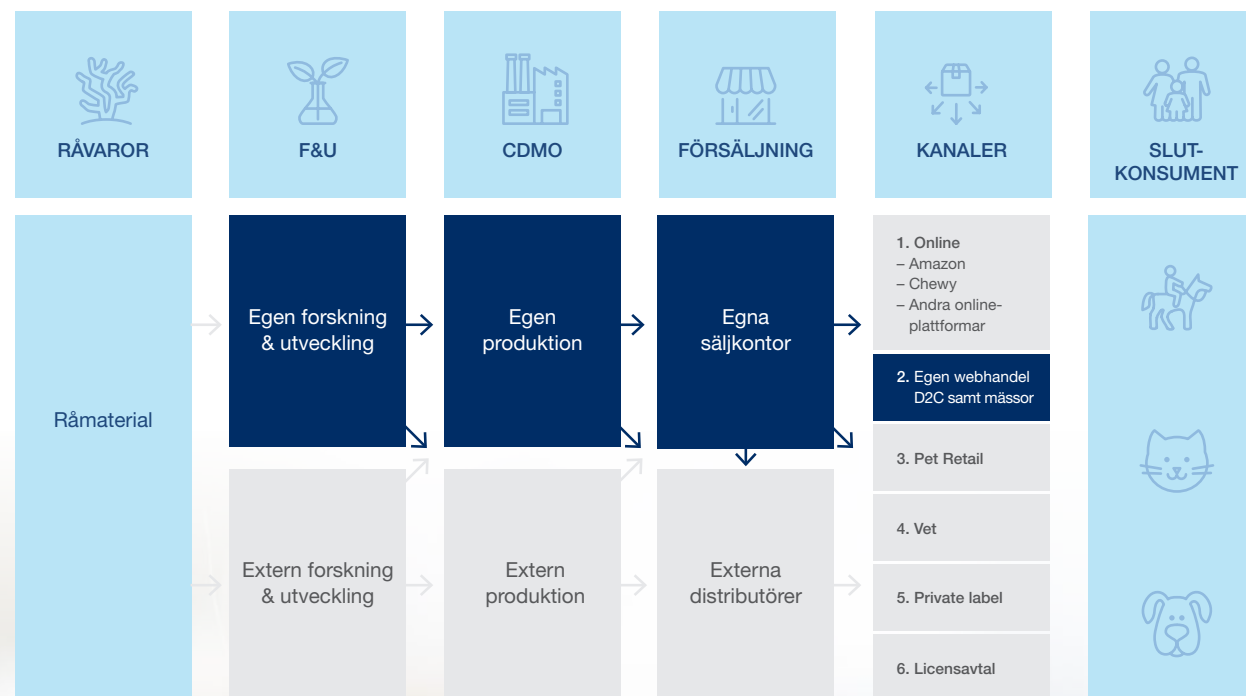 RÅVAROR
F&U
CDMO
FÖRSÄLJNING
KANALER
SLUT-
KONSUMENT
Råmaterial
Egen forskning
& utveckling
Egen
produktion
Egna
säljkontor
1. Online
– Amazon
– Chewy
– Andra online-
plattformar
2. Egen webhandel
D2C samt mässor
3. Pet Retail
4. Vet
5. Private label
6. Licensavtal
Extern forskning
& utveckling
Extern
produktion
Externa
distributörer